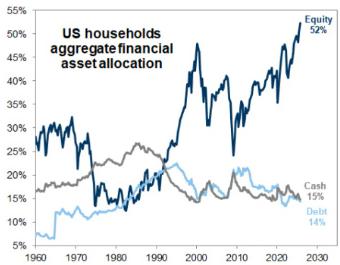 55%
US households
aggregate financial
asset allocation
Equity
52%
50%
45%
40%
35%
30%
25%
20%
Cash
15%
15%
Debt
14%
10%
5%
1960 1970 1980 1990 2000 2010 2020 2030